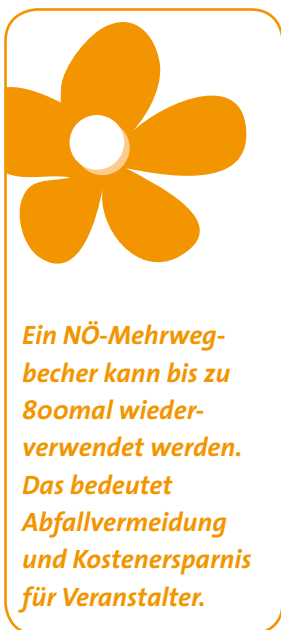 Ein NÖ-Mehrweg-
becher kann bis zu
800mal wieder-
verwendet werden.
Das bedeutet
Abfallvermeidung
und Kostenersparnis
für Veranstalter.